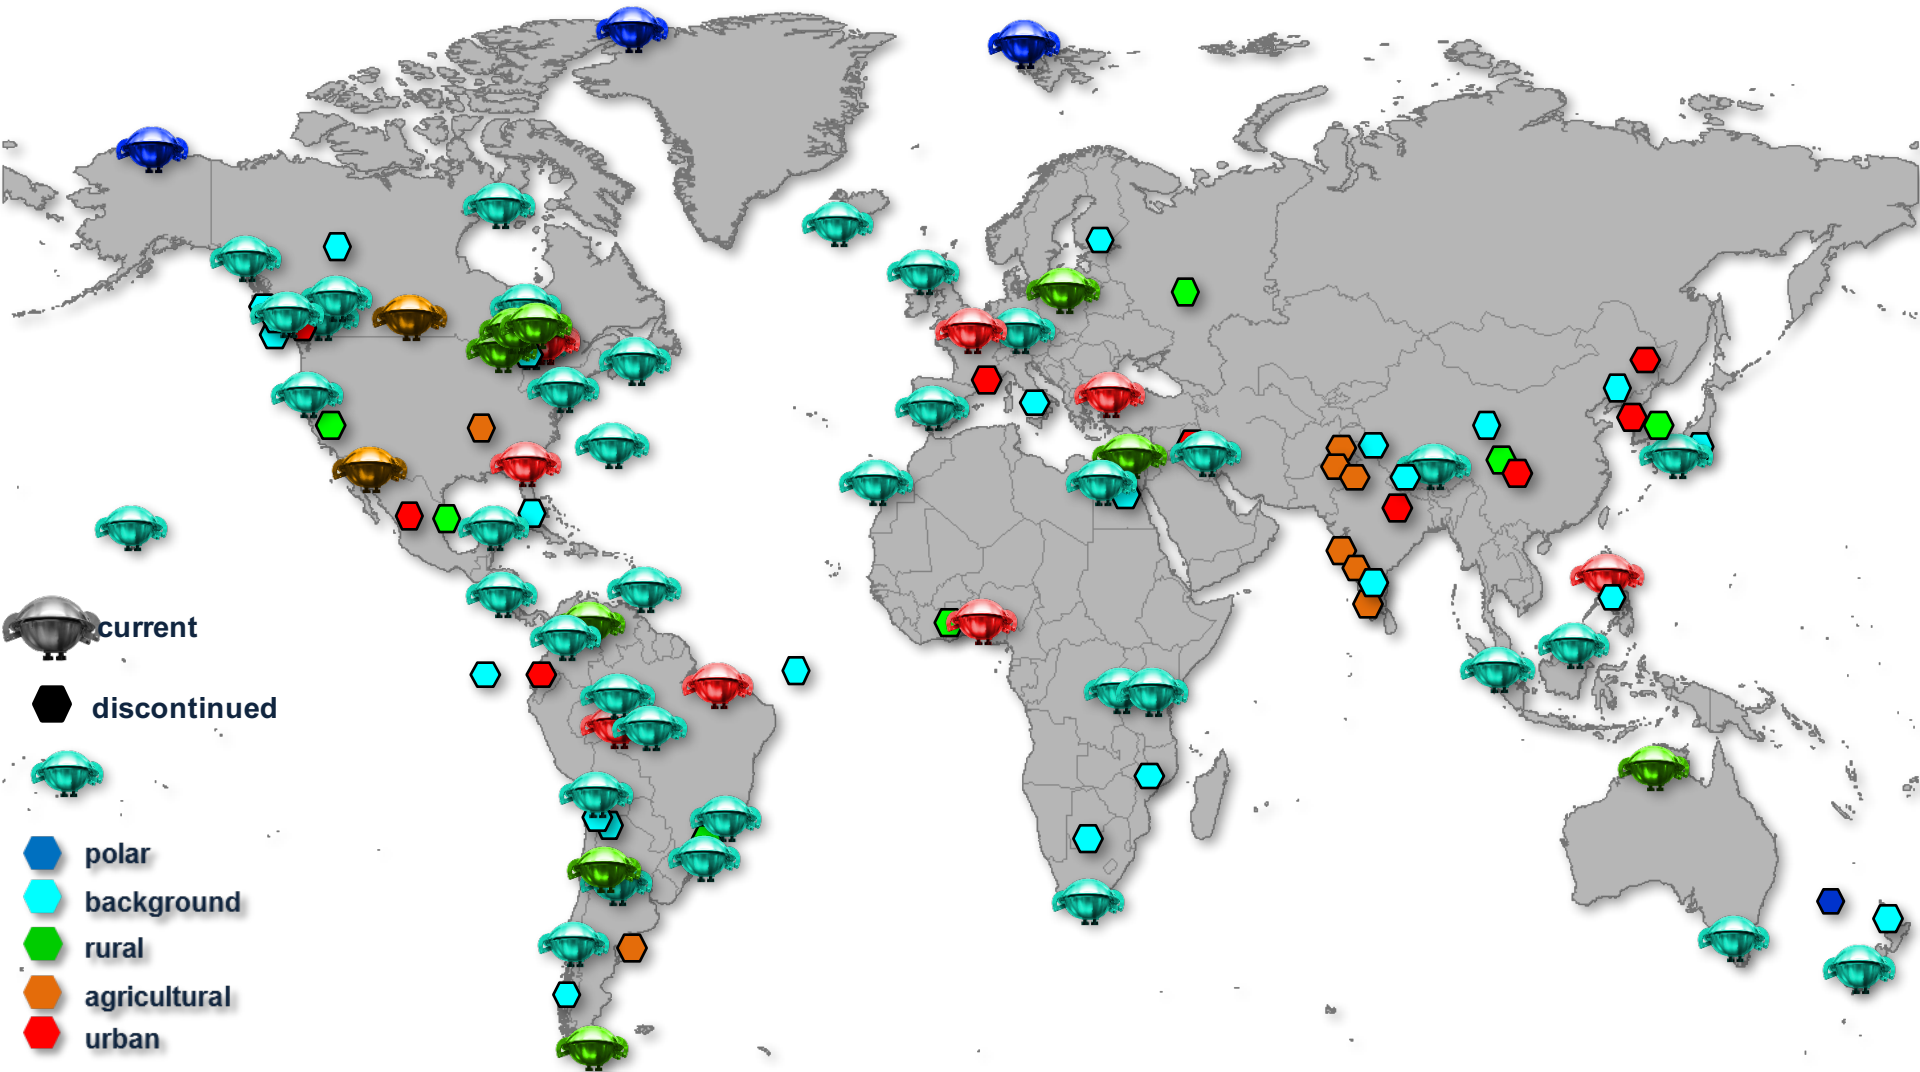 current
discontinued
polar
background
rural
agricultural
urban